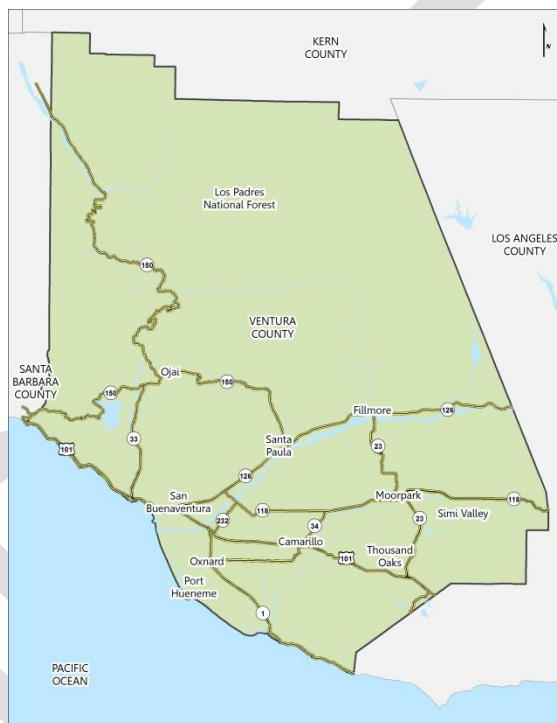 KERN
COUNTY
N
Los Padres
National Forest
LOS ANGELES
COUNTY
150
VENTURA
COUNTY
SANTA
BARBARA
COUNTY
Ojai
150
150
Fillmore
126
33
101
Santa
Paula
23
126
San
Buenaventura
Moorpark
118
118
232
34
23
Simi Valley
Camarillo
Thousand
Oaks
101
Oxnard
Port
Hueneme
1
PACIFIC
OCEAN